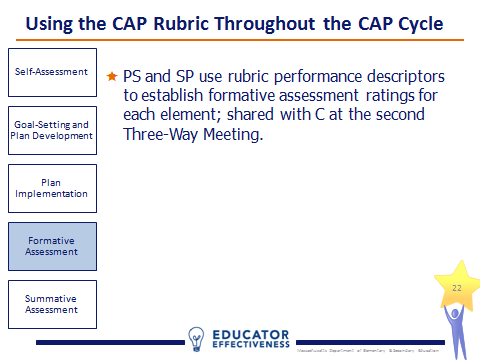 Using the CAP Rubric Throughout the CAP Cycle
Self-Assessment
Goal-Setting and
Plan Development
Plan
Implementation
Formative
Assessment
Summative
Assessment
PS and SP use rubric performance descriptors
to establish formative assessment ratings for
each element; shared with C at the second
Three-Way Meeting.
22
EDUCATOR
EFFECTIVENESS
Massachusetts Department of Elementary & Secondary Education